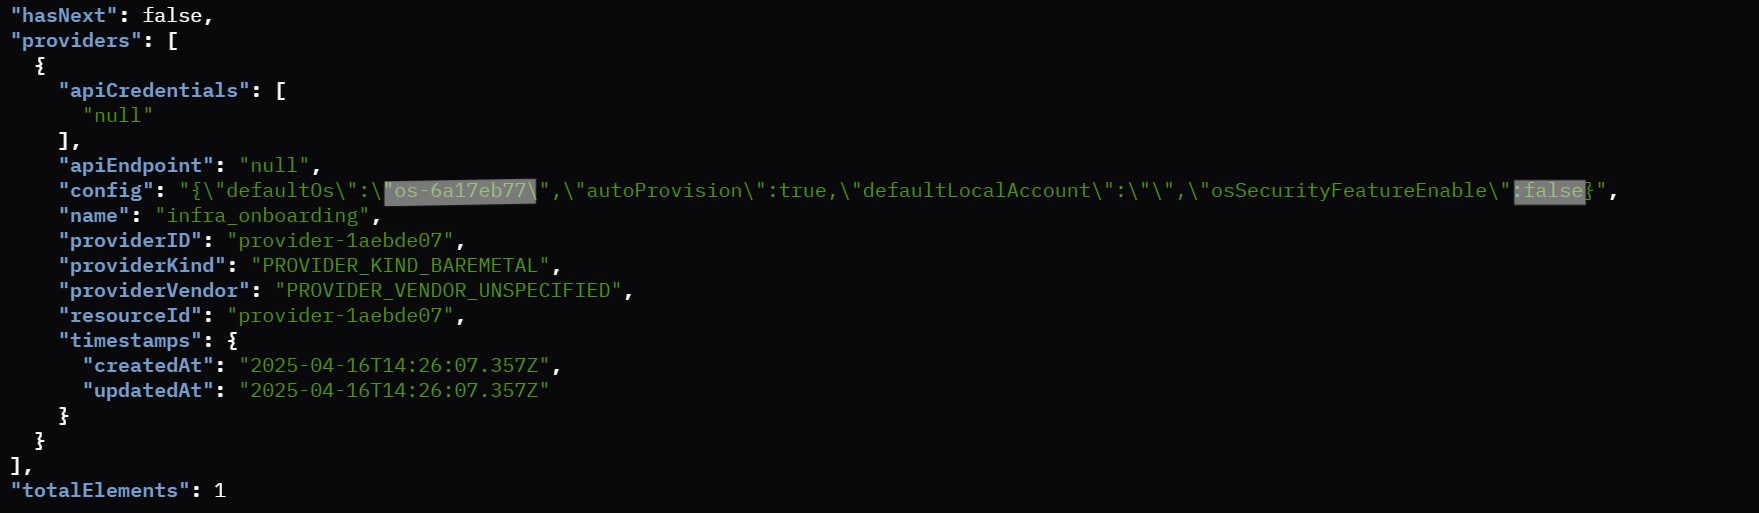 "hasNext": false,
"providers": [
{
"apiCredentials": [
"null"
],
"apiEndpoint": "null",
"config": "{\"defaultOs\":\"os-6a17eb77\",\"autoProvision\":true,\"defaultLocalAccount\":\"\",\"osSecurityFeatureEnable\":false}",
"name": "infra_onboarding",
"providerID": "provider-1aebde07",
"providerKind": "PROVIDER_KIND_BAREMETAL",
"providerVendor": "PROVIDER_VENDOR_UNSPECIFIED",
"resourceId": "provider-1aebde07",
"timestamps": {
"createdAt": "2025-04-16T14:26:07.357Z",
"updatedAt": "2025-04-16T14:26:07.357Z"
}
}
],
"totalElements": 1